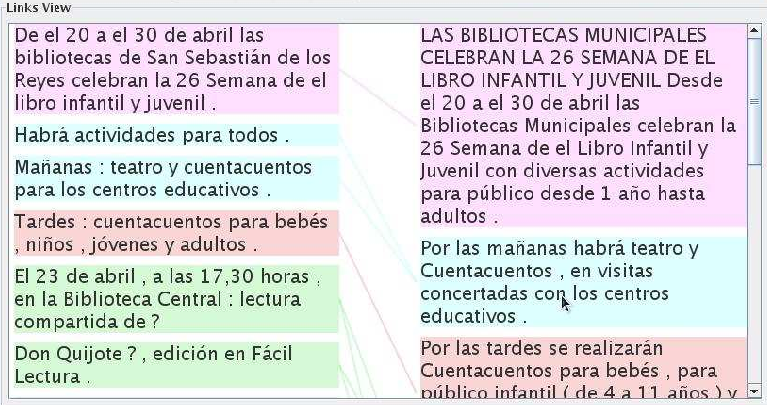 Links View
De el 20 a el 30 de abril las
bibliotecas de San Sebastián de los
Reyes celebran la 26 Semana de el
libro infantil y juvenil .
Habrá actividades para todos .
Mañanas : teatro y cuentacuentos
para los centros educativos .
Tardes : cuentacuentos para bebés
, niños , jóvenes y adultos .
El 23 de abril , a las 17,30 horas ,
en la Biblioteca Central : lectura
compartida de ?
Don Quijote ? , edición en Fácil
Lectura .
LAS BIBLIOTECAS MUNICIPALES
CELEBRAN LA 26 SEMANA DE EL
LIBRO INFANTIL Y JUVENIL Desde
el 20 a el 30 de abril las
Bibliotecas Municipales celebran la
26 Semana de el Libro Infantil y
Juvenil con diversas actividades
para público desde 1 año hasta
adultos .
Por las mañanas habrá teatro y
Cuentacuentos , en visitas
concertadas con los centros
educativos .
Por las tardes se realizarán
Cuentacuentos para bebés , para
público infantil ( de 4 a 11 años ) y